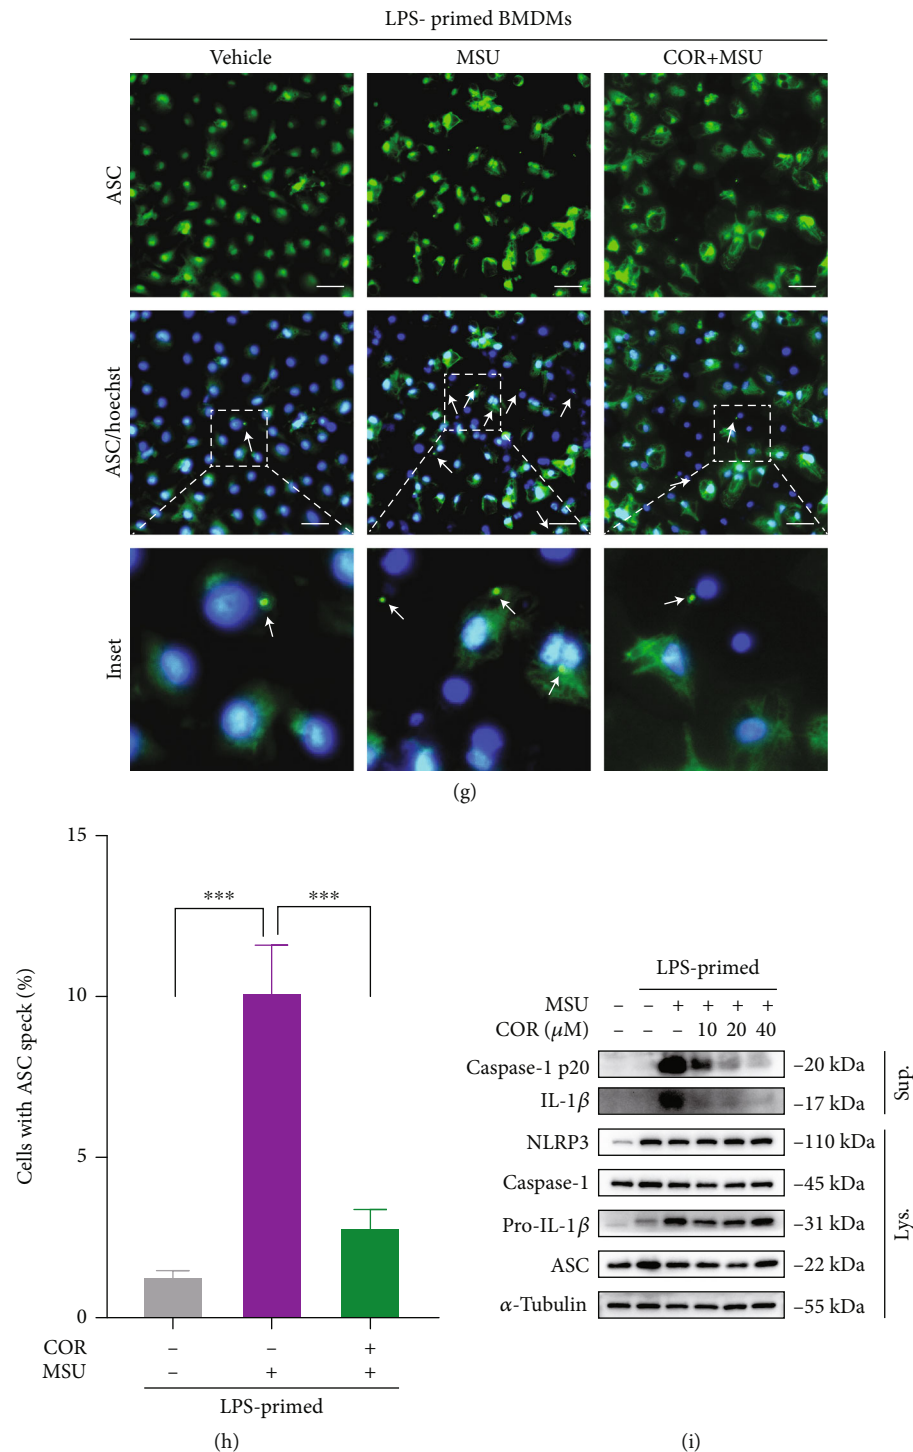 LPS- primed BMDMs
Vehicle MSU COR+MSU
ASC
ASC/hoechst
Inset
(g)
15
10
5
0
Cells with ASC speck (%)
*** ***
COR – – +
MSU – + +
LPS-primed
(h)
LPS-primed
MSU – – + + + +
COR (μM) – – – 10 20 40
Caspase-1 p20 –20 kDa
IL-1β –17 kDa
Sup.
NLRP3 –110 kDa
Caspase-1 –45 kDa
Pro-IL-1β –31 kDa
ASC –22 kDa
α-Tubulin –55 kDa
Lys.
(i)